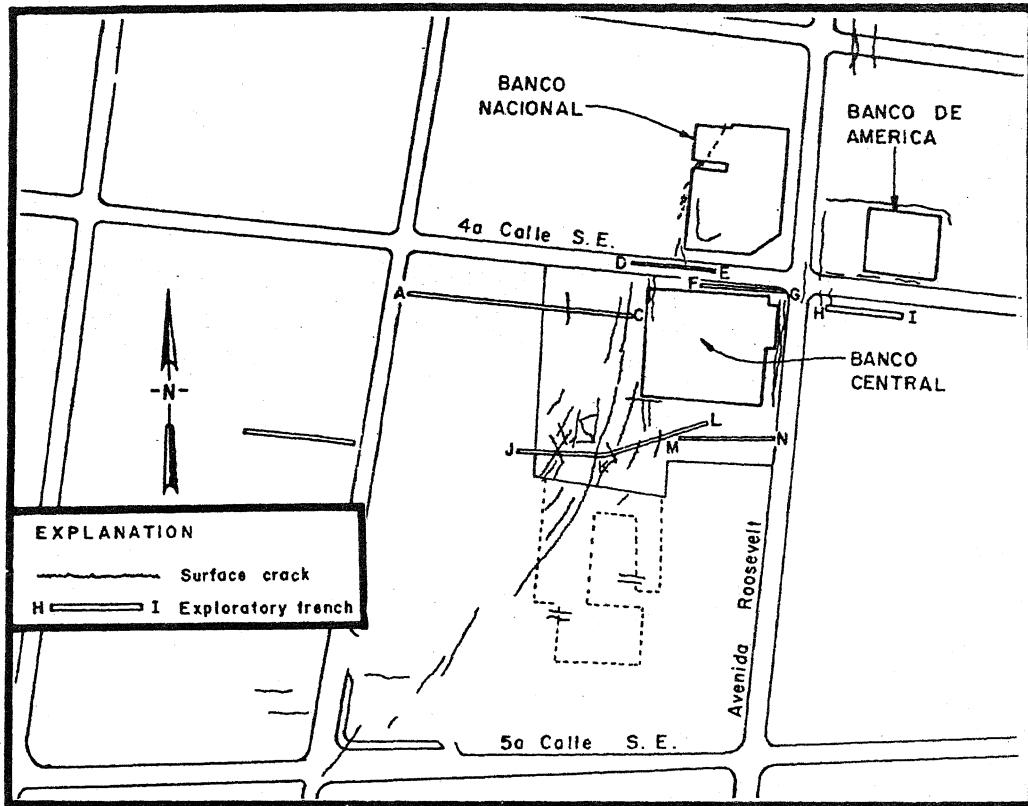 BANCO
NACIONAL
BANCO DE
AMERICA
4a Calle S.E.
D
E
F
G
A
C
H
I
- N -
BANCO
CENTRAL
L
J
K
M
N
EXPLANATION
Surface crack
H I Exploratory trench
Avenida Roosevelt
5a Calle S.E.